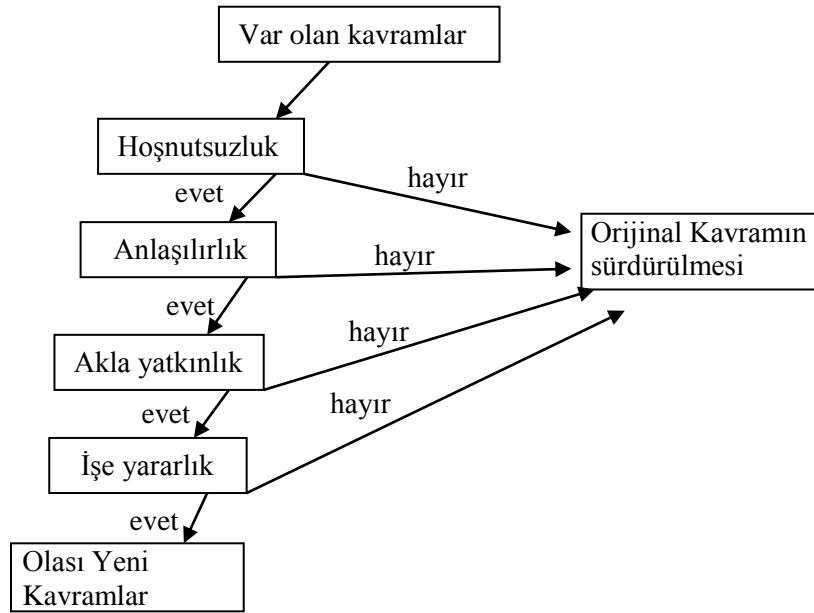 Var olan kavramlar
Hoşnutsuzluk
evet
hayır
Orijinal Kavramın
sürdürülmesi
Anlaşılırlık
hayır
evet
Akla yatkınlık
hayır
evet
hayır
İşe yararlık
evet
Olası Yeni
Kavramlar